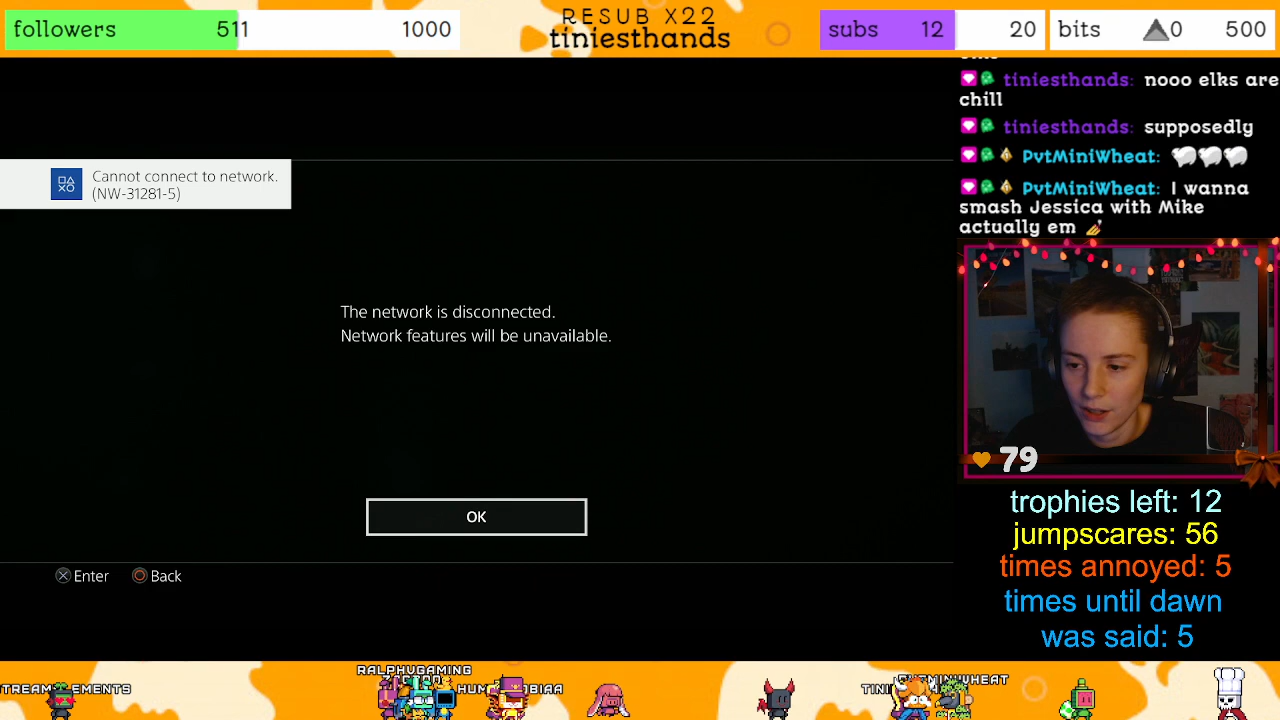 followers 511 1000
RESUB X22
tiniesthands
subs 12 20
bits 0 500
tiniesthands: nooo elks are
chill
tiniesthands: supposedly
PvtMiniWheat:
PvtMiniWheat: I wanna
smash Jessica with Mike
actually em
Cannot connect to network.
(NW-31281-5)
The network is disconnected.
Network features will be unavailable.
OK
Enter Back
79
trophies left: 12
jumpscares: 56
times annoyed: 5
times until dawn
was said: 5
RALPHVGAMING